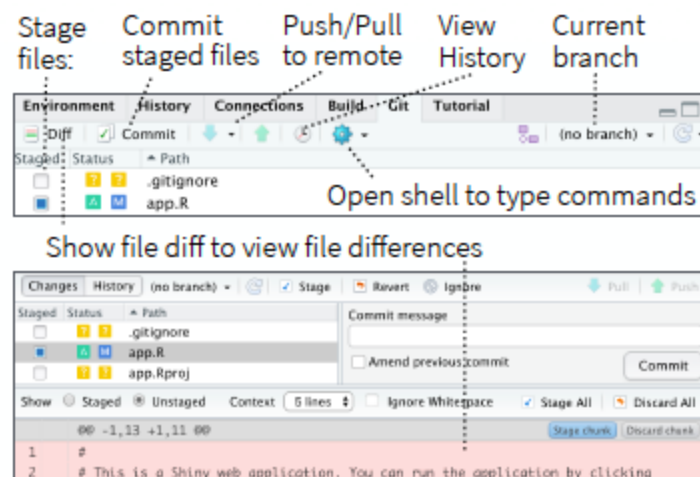 Stage files:
Commit staged files
Push/Pull to remote
View History
Current branch
Environment History Connections Build Git Tutorial
Diff Commit (no branch)
Staged Status Path
? ? .gitignore
A M app.R
Open shell to type commands
Show file diff to view file differences
Changes History (no branch) Stage Revert Ignore Pull Push
Staged Status Path
? ? .gitignore
A M app.R
? ? app.Rproj
Commit message
Amend previous commit
Commit
Show Staged Unstaged Context 5 lines Ignore Whitespace Stage All Discard All
@@ -1,13 +1,11 @@ Stage chunk Discard chunk
1 #
2 # This is a Shiny web application. You can run the application by clicking